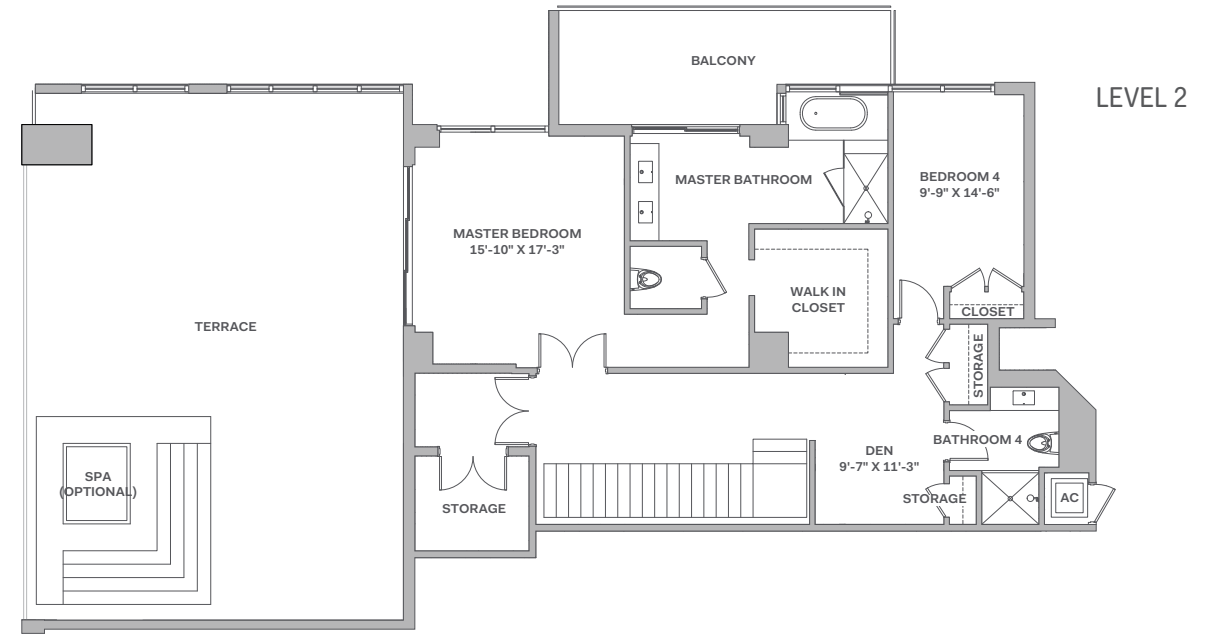 BALCONY
LEVEL 2
MASTER BATHROOM
BEDROOM 4
9'-9" X 14'-6"
MASTER BEDROOM
15'-10" X 17'-3"
WALK IN
CLOSET
CLOSET
TERRACE
STORAGE
BATHROOM 4
DEN
9'-7" X 11'-3"
SPA
(OPTIONAL)
STORAGE
STORAGE
AC